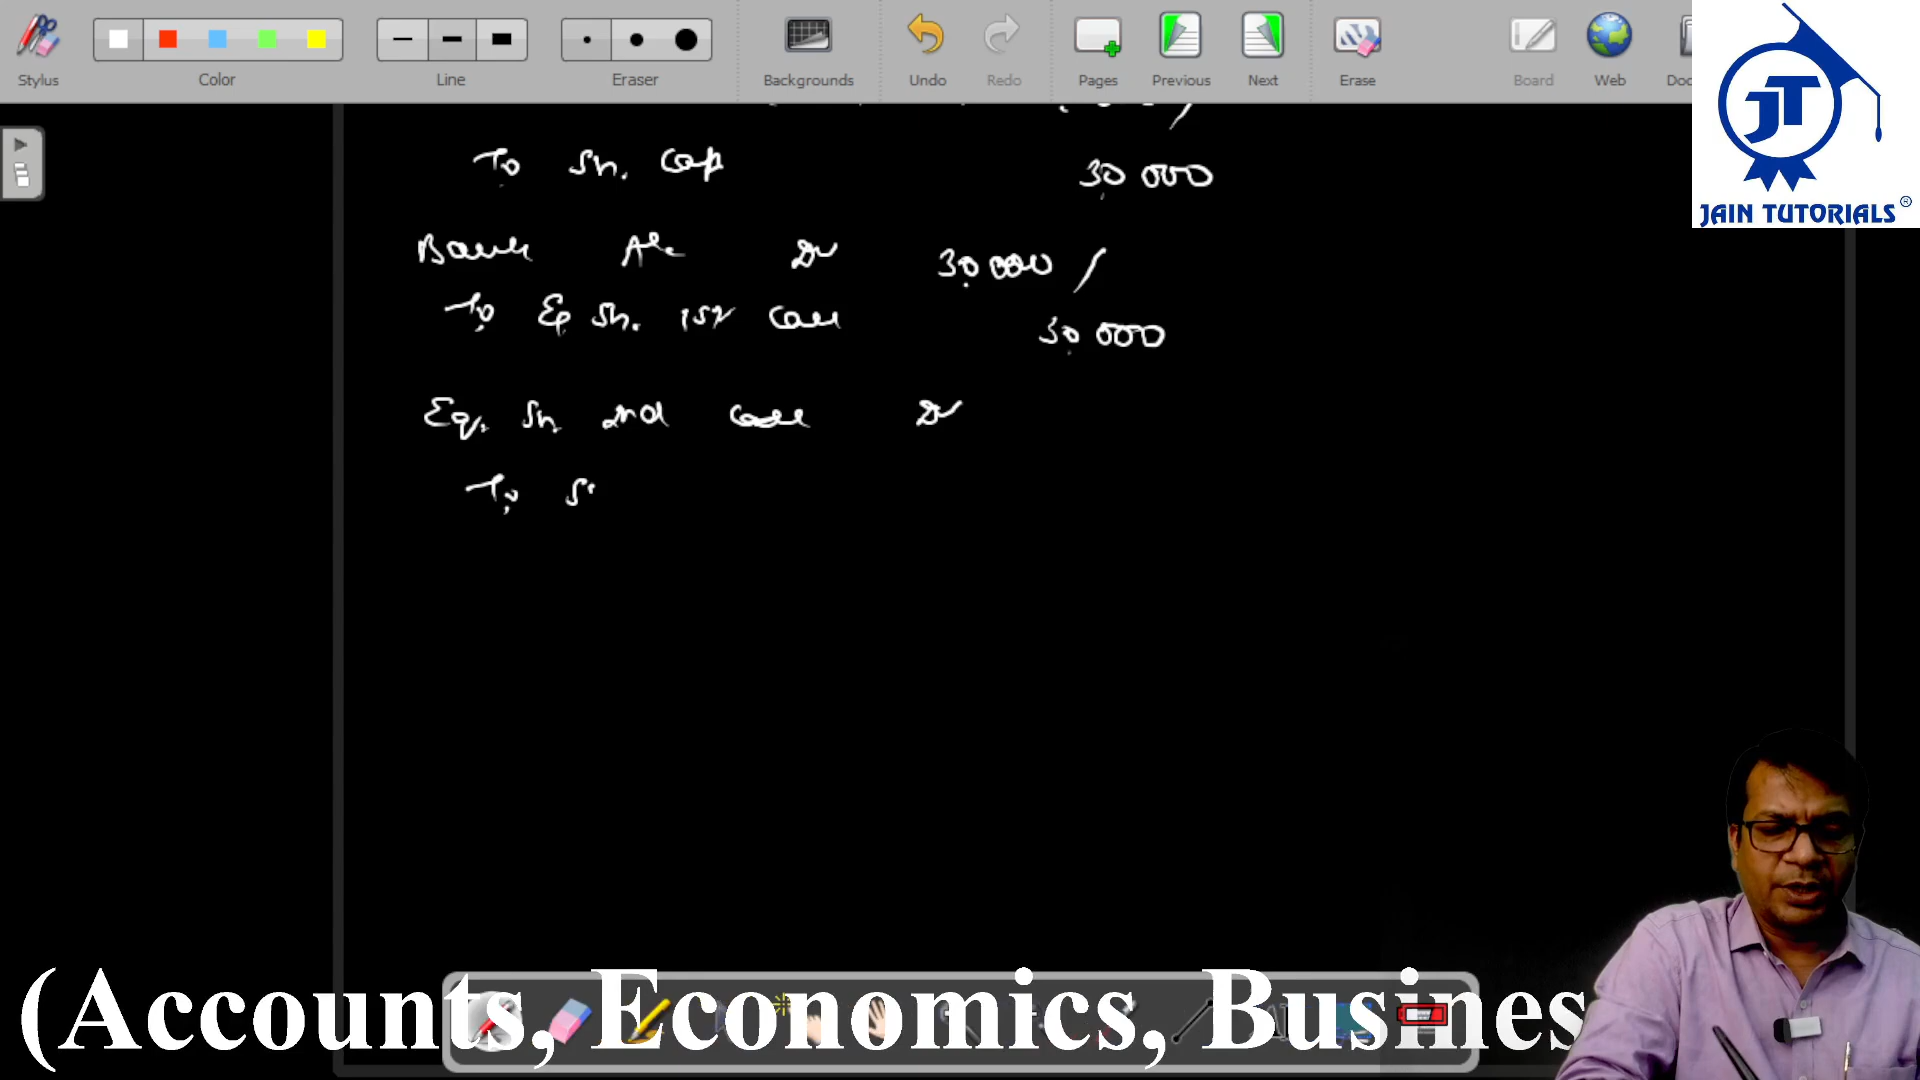 Stylus Color Line Eraser Backgrounds Undo Redo Pages Previous Next Erase Board Web
JT
JAIN TUTORIALS®
To Sh. Cap 30,000
Bank A/c Dr 30,000 /
To Eq Sh. 1st Call 30,000
Eq. Sh 2nd Call Dr
To S
(Accounts, Economics, Busines